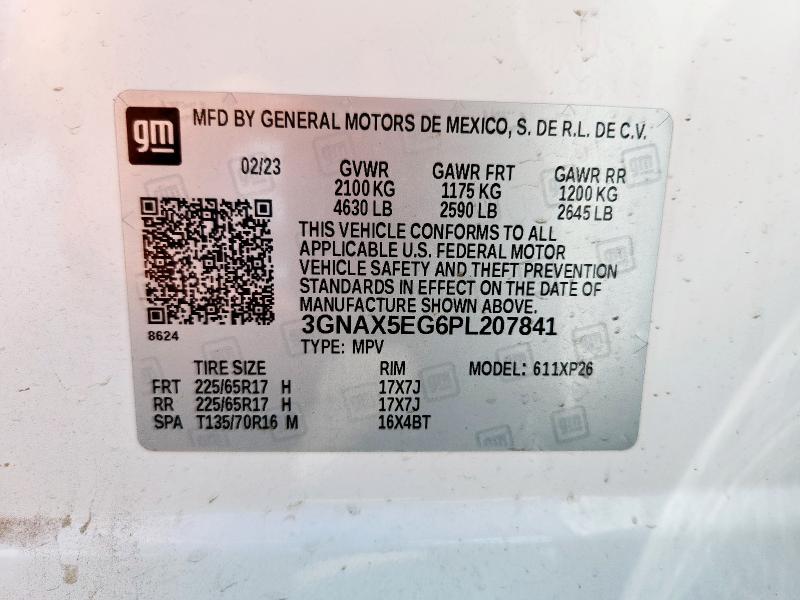 gm
MFD BY GENERAL MOTORS DE MEXICO, S. DE R.L. DE C.V.
02/23 GVWR GAWR FRT GAWR RR
2100 KG 1175 KG 1200 KG
4630 LB 2590 LB 2645 LB
THIS VEHICLE CONFORMS TO ALL
APPLICABLE U.S. FEDERAL MOTOR
VEHICLE SAFETY AND THEFT PREVENTION
STANDARDS IN EFFECT ON THE DATE OF
MANUFACTURE SHOWN ABOVE.
3GNAX5EG6PL207841
8624
TYPE: MPV
TIRE SIZE RIM MODEL: 611XP26
FRT 225/65R17 H 17X7J
RR 225/65R17 H 17X7J
SPA T135/70R16 M 16X4BT